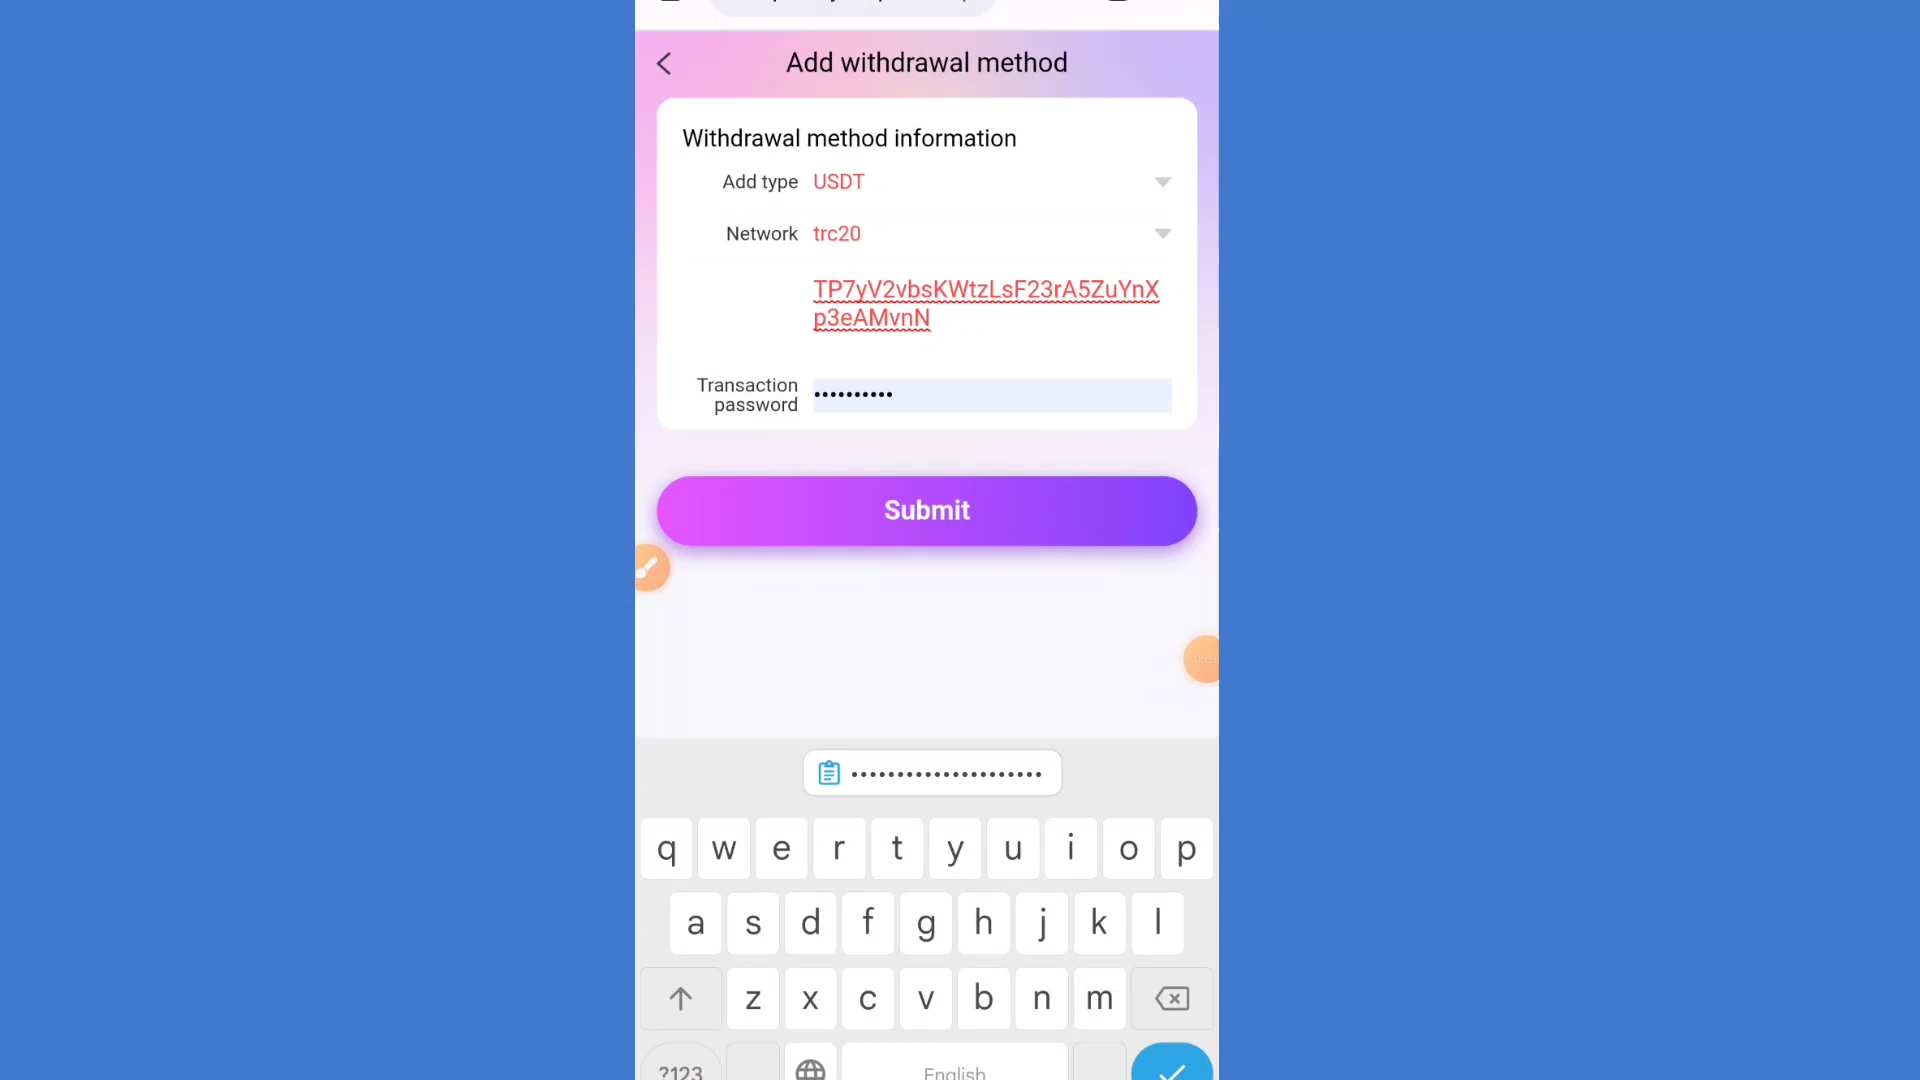 Add withdrawal method
Withdrawal method information
Add type USDT
Network trc20
TP7yV2vbsKWtzLsF23rA5ZuYnX
p3eAMvnN
Transaction
password ••••••••••
Submit
•••••••••••••••••••••
q w e r t y u i o p
a s d f g h j k l
z x c v b n m
?123 English